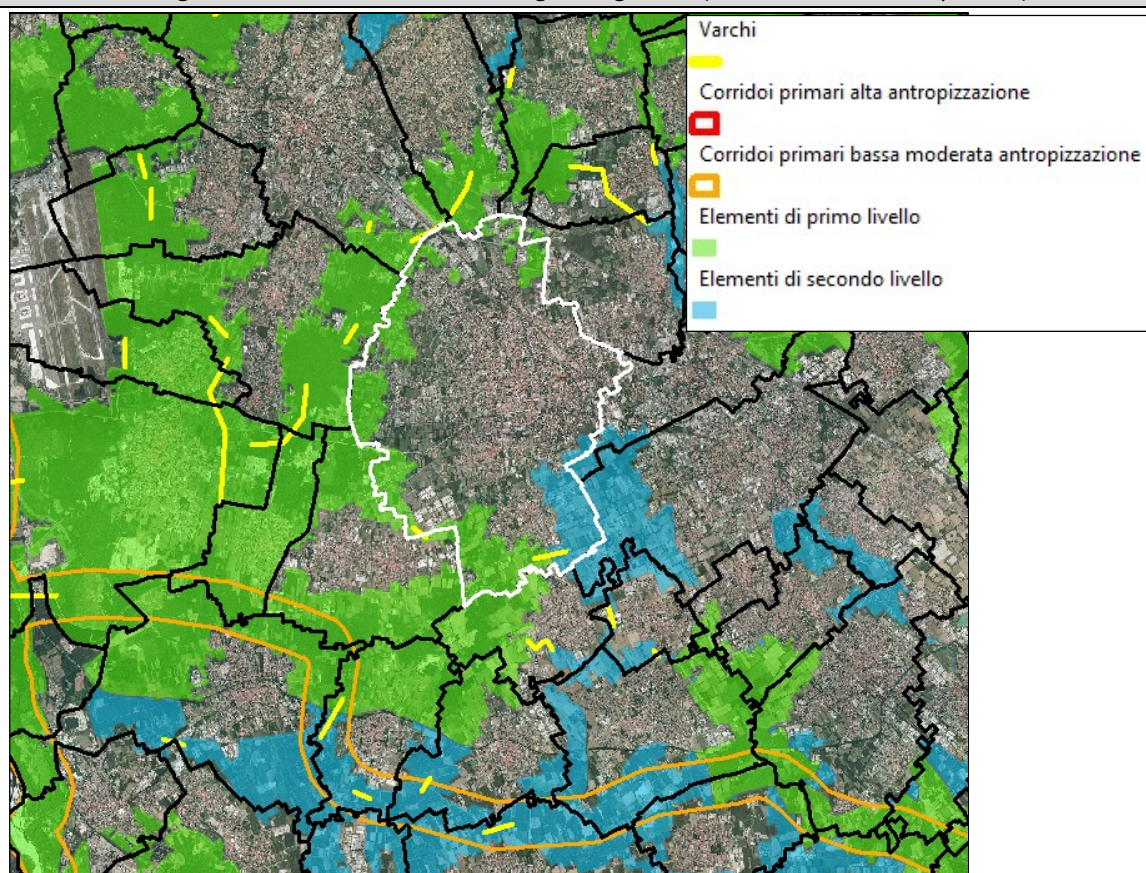 Varchi
Corridoi primari alta antropizzazione
Corridoi primari bassa moderata antropizzazione
Elementi di primo livello
Elementi di secondo livello